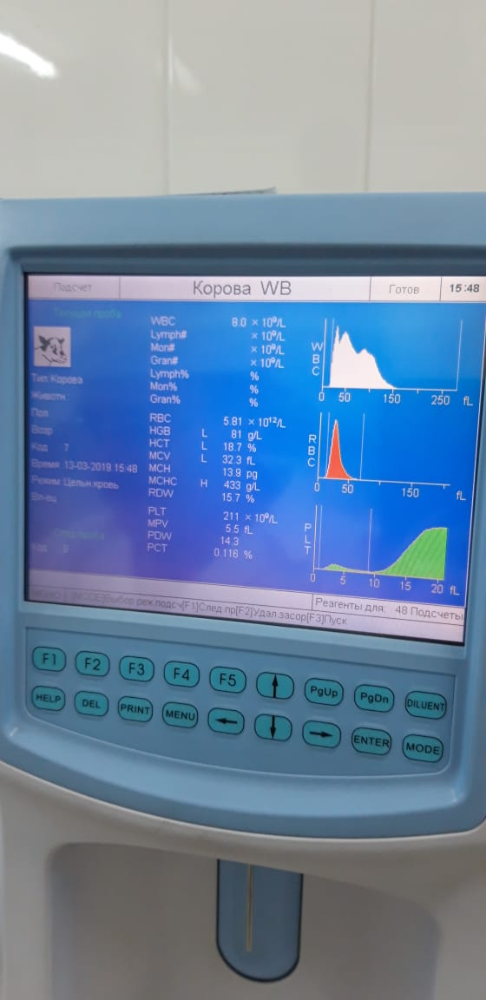 Подсчет Корова WB Готов 15:48
Текущая проба
Тип Корова
Животн
Пол
Возр
Код 7
Время 13-03-2019 15:48
Режим Цельн.кровь
Вл-ец
След.проба
Код 8
WBC 8.0 × 10⁹/L
Lymph# × 10⁹/L
Mon# × 10⁹/L
Gran# × 10⁹/L
Lymph% %
Mon% %
Gran% %
RBC 5.81 × 10¹²/L
HGB L 81 g/L
HCT L 18.7 %
MCV L 32.3 fL
MCH 13.9 pg
MCHC H 433 g/L
RDW 15.7 %
PLT 211 × 10⁹/L
MPV 5.5 fL
PDW 14.3
PCT 0.116 %
WBC
0 50 150 250 fL
RBC
0 50 150 fL
PLT
0 5 10 15 20 fL
[MODE]Выбор реж.подсч[F1]След.пр[F2]Удал.засор[F3]Пуск
Реагенты для: 48 Подсчеты
F1 F2 F3 F4 F5 ↑ PgUp PgDn DILUENT
HELP DEL PRINT MENU ← ↓ → ENTER MODE